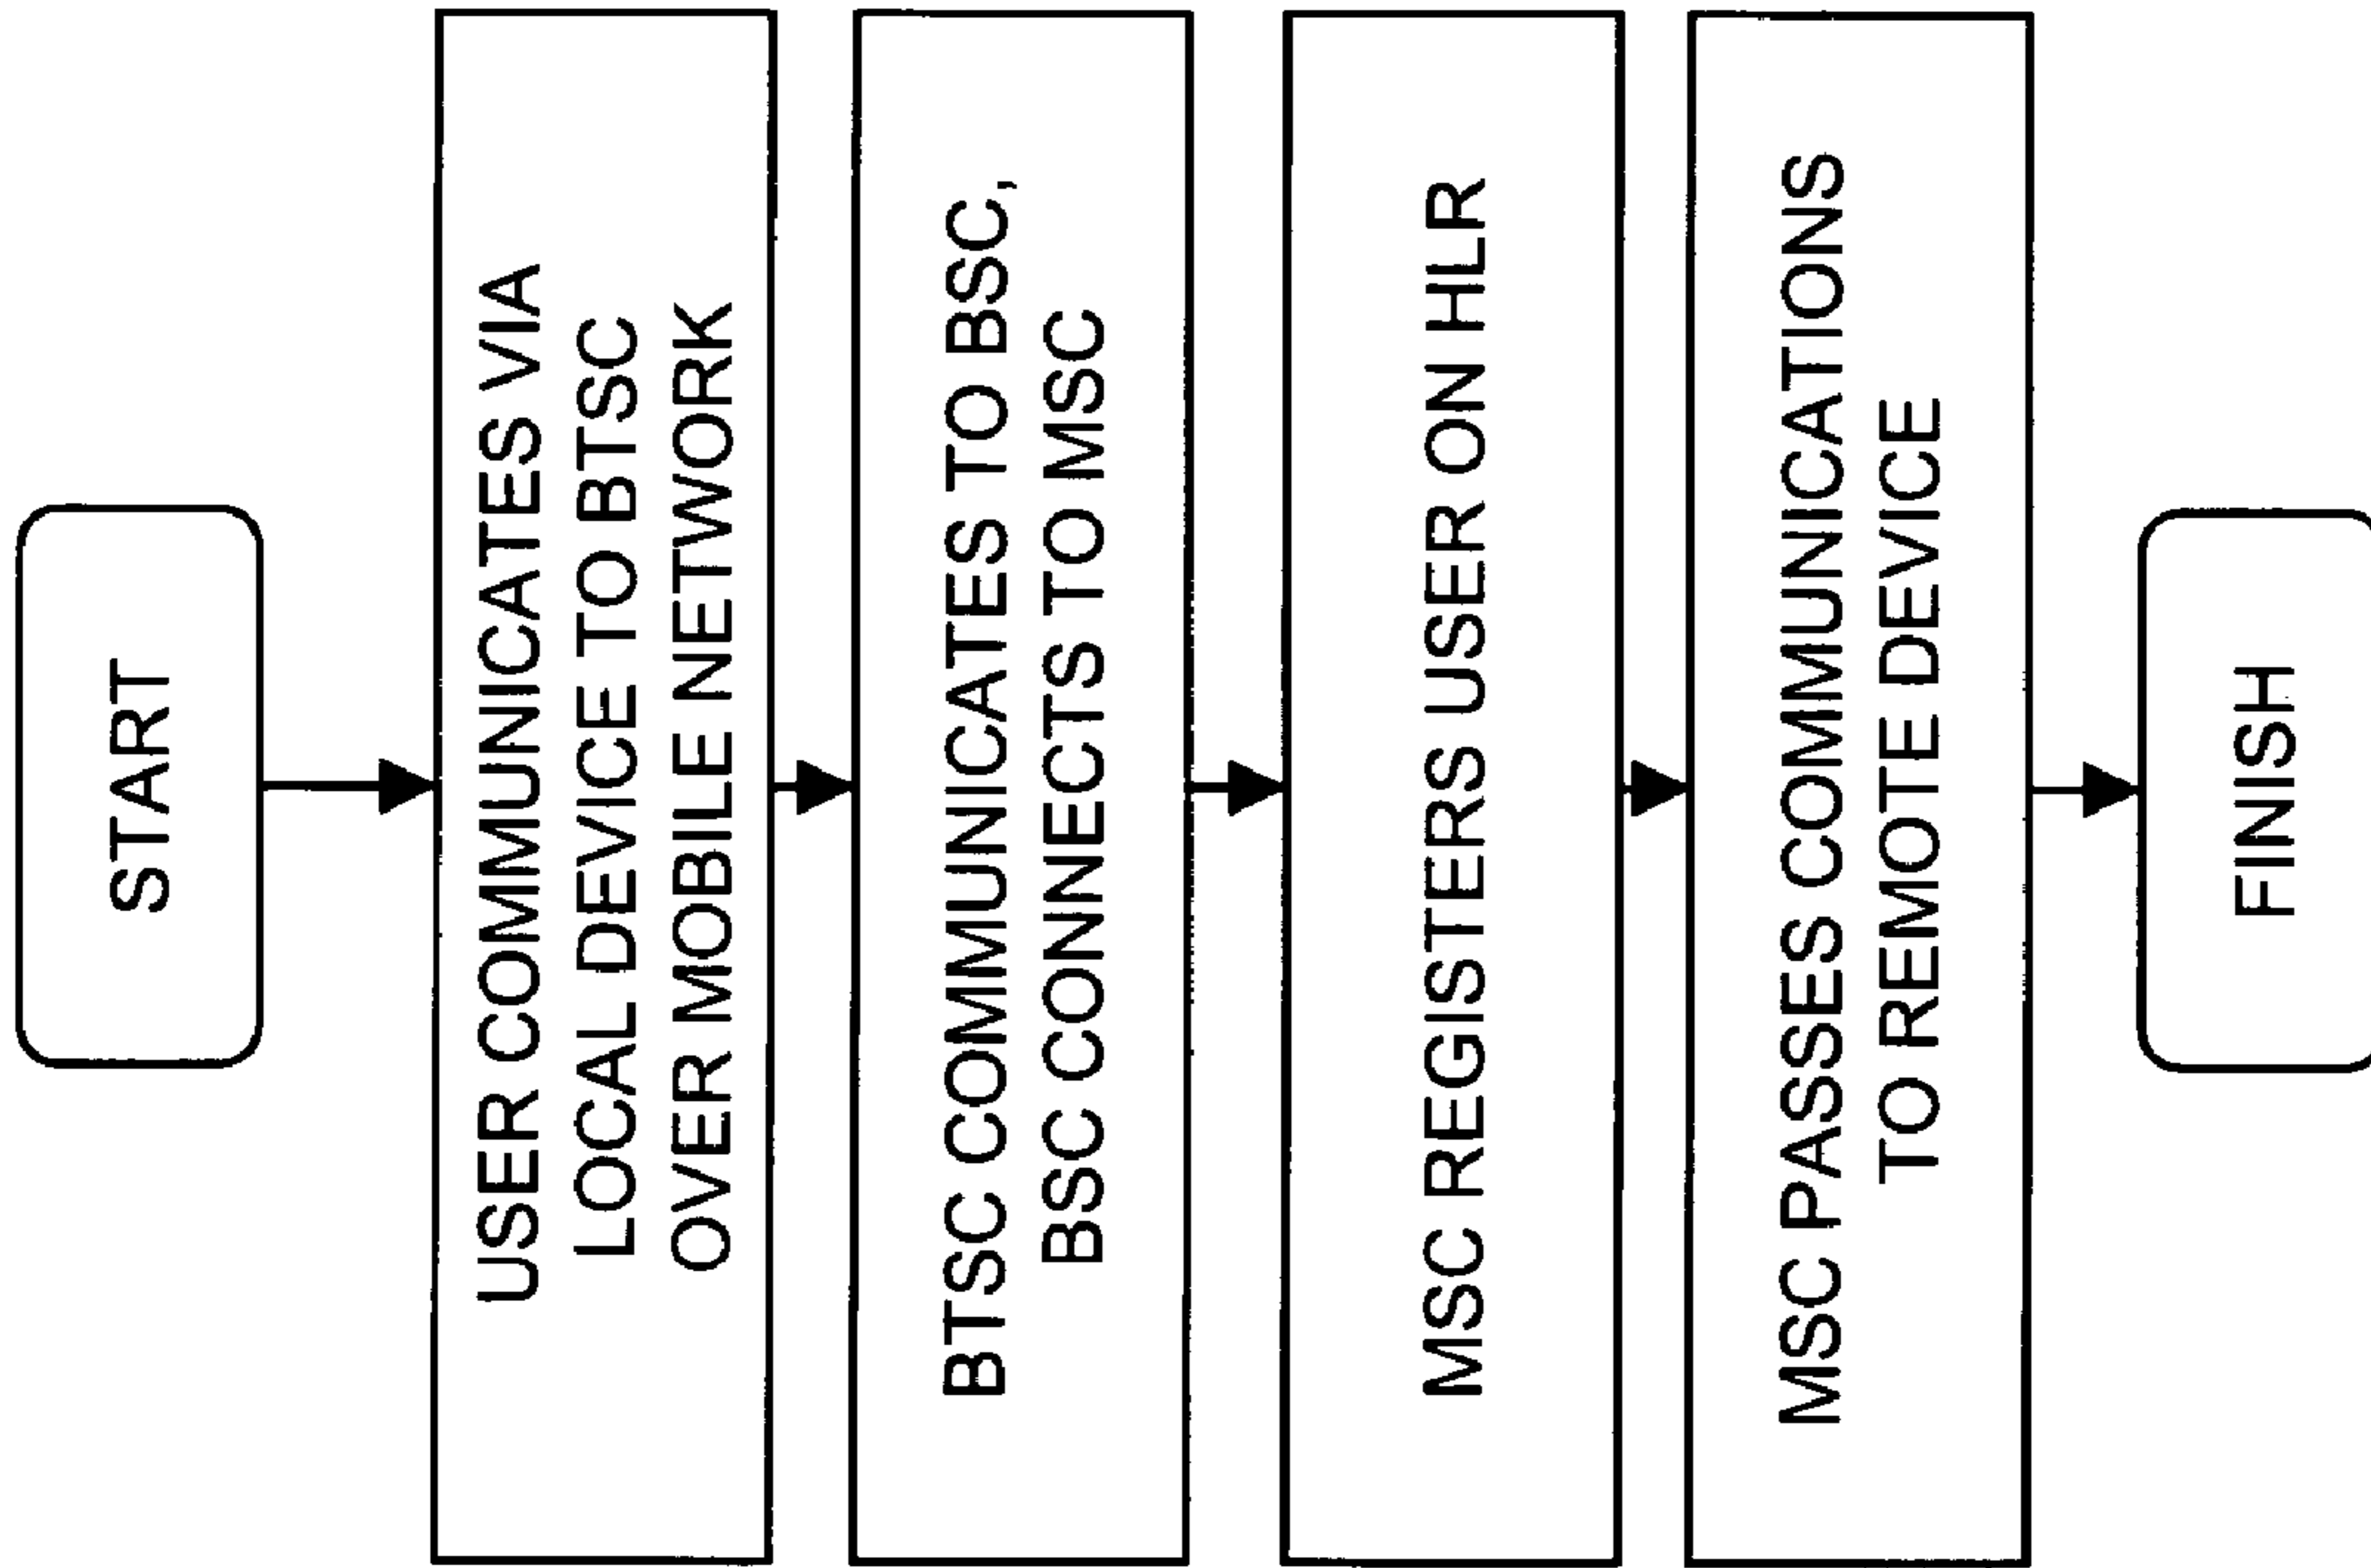 START
USER COMMUNICATES VIA
LOCAL DEVICE TO BTSC
OVER MOBILE NETWORK
BTSC COMMUNICATES TO BSC,
BSC CONNECTS TO MSC
MSC REGISTERS USER ON HLR
MSC PASSES COMMUNICATIONS
TO REMOTE DEVICE
FINISH